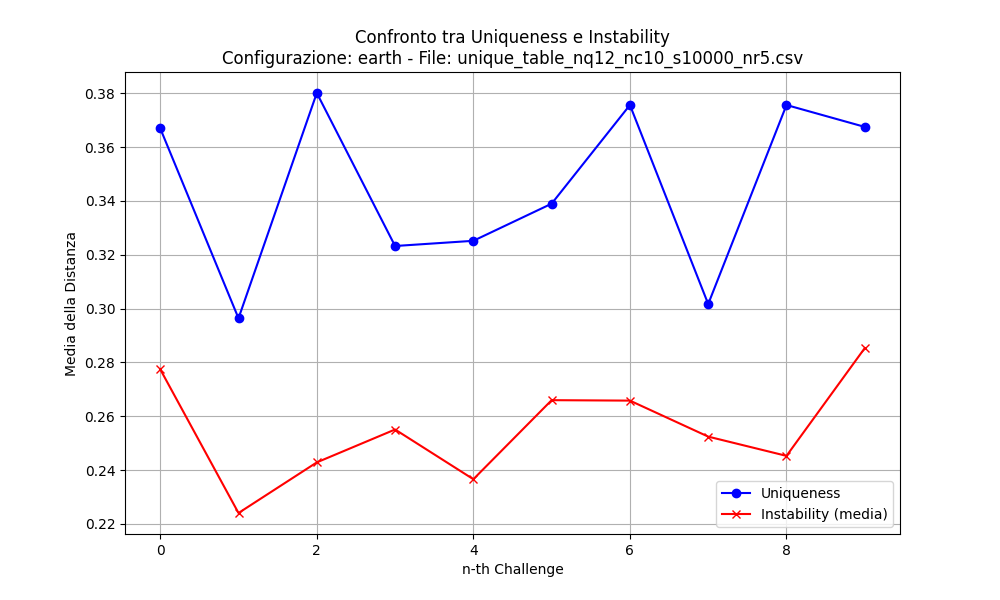 Confronto tra Uniqueness e Instability
Configurazione: earth - File: unique_table_nq12_nc10_s10000_nr5.csv
Media della Distanza
0.38
0.36
0.34
0.32
0.30
0.28
0.26
0.24
0.22
Uniqueness
Instability (media)
0 2 4 6 8
n-th Challenge